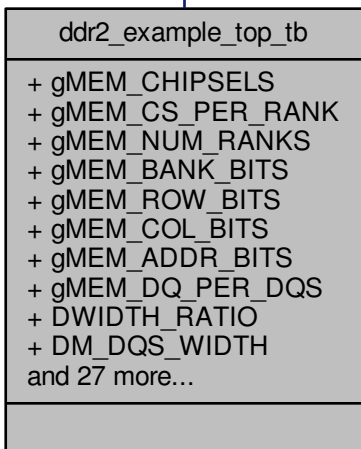 ddr2_example_top_tb
+ gMEM_CHIPSELS
+ gMEM_CS_PER_RANK
+ gMEM_NUM_RANKS
+ gMEM_BANK_BITS
+ gMEM_ROW_BITS
+ gMEM_COL_BITS
+ gMEM_ADDR_BITS
+ gMEM_DQ_PER_DQS
+ DWIDTH_RATIO
+ DM_DQS_WIDTH
and 27 more...